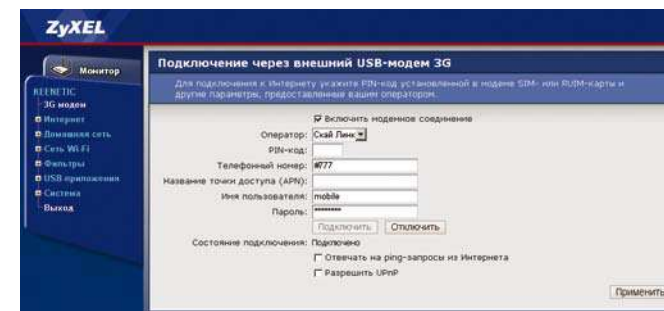 ZyXEL
Монитор
KEENETIC
3G модем
Интернет
Домашняя сеть
Сеть Wi-Fi
Фильтры
USB приложения
Система
Выход
Подключение через внешний USB-модем 3G
Для подключения к Интернету укажите PIN-код установленной в модеме SIM- или RUIM-карты и
другие параметры, предоставленные вашим оператором.
Включить модемное соединение
Оператор: Скай Линк
PIN-код:
Телефонный номер: #777
Название точки доступа (APN):
Имя пользователя: mobile
Пароль: ********
Подключить Отключить
Состояние подключения: Подключено
Отвечать на ping-запросы из Интернета
Разрешить UPnP
Применить